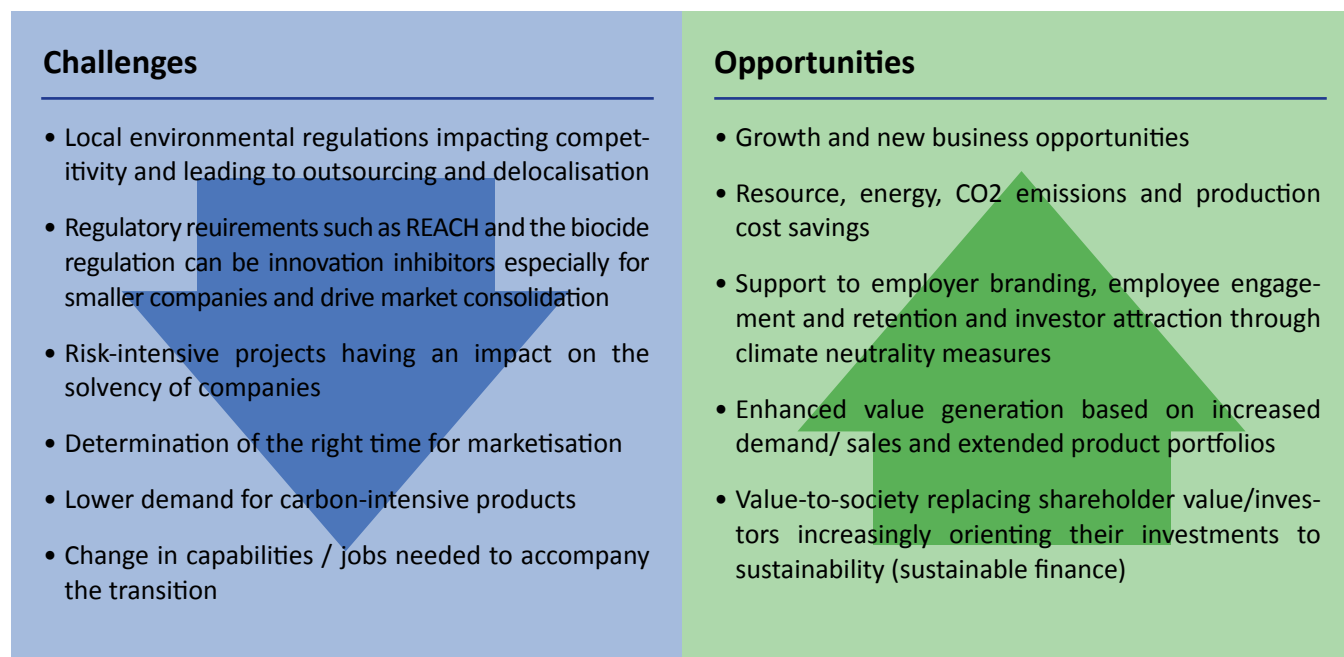 Challenges
• Local environmental regulations impacting compet-
itivity and leading to outsourcing and delocalisation
• Regulatory reuirements such as REACH and the biocide
regulation can be innovation inhibitors especially for
smaller companies and drive market consolidation
• Risk-intensive projects having an impact on the
solvency of companies
• Determination of the right time for marketisation
• Lower demand for carbon-intensive products
• Change in capabilities / jobs needed to accompany
the transition
Opportunities
• Growth and new business opportunities
• Resource, energy, CO2 emissions and production
cost savings
• Support to employer branding, employee engage-
ment and retention and investor attraction through
climate neutrality measures
• Enhanced value generation based on increased
demand/ sales and extended product portfolios
• Value-to-society replacing shareholder value/inves-
tors increasingly orienting their investments to
sustainability (sustainable finance)